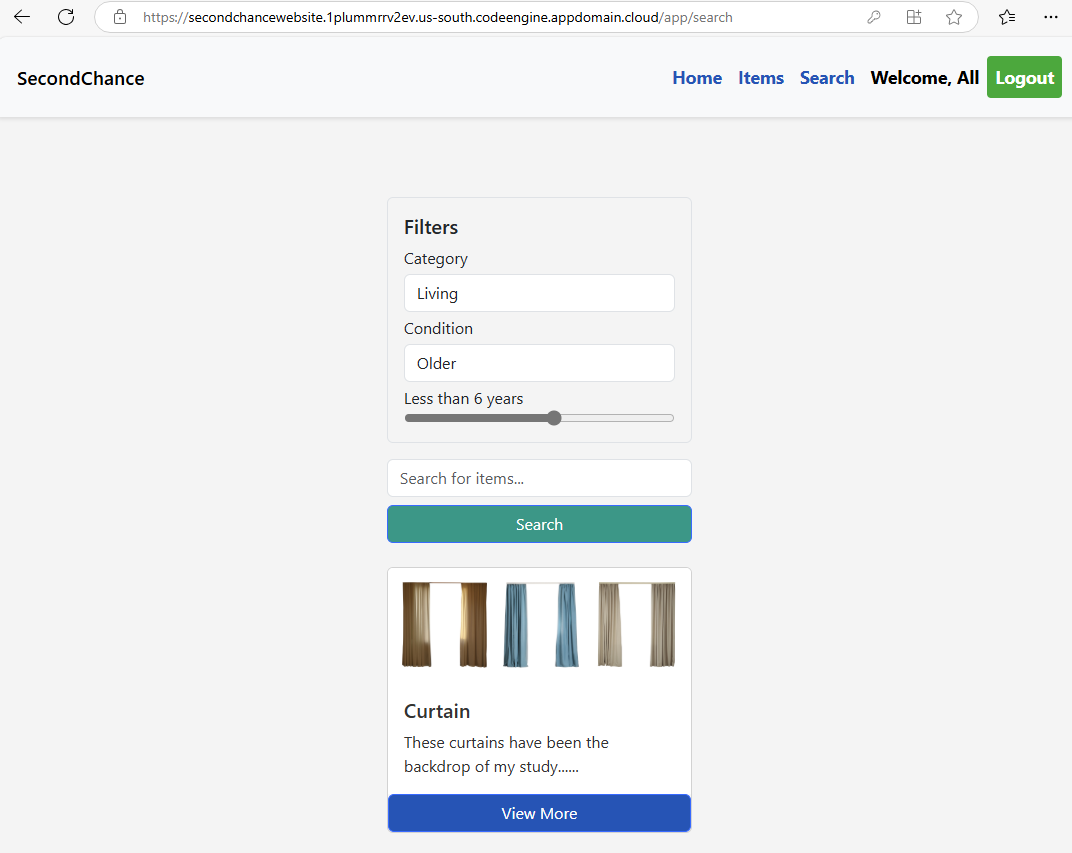 https://secondchancewebsite.1plummrrv2ev.us-south.codeengine.appdomain.cloud/app/search
SecondChance
Home Items Search Welcome, All Logout
Filters
Category
Living
Condition
Older
Less than 6 years
Search for items...
Search
Curtain
These curtains have been the
backdrop of my study......
View More